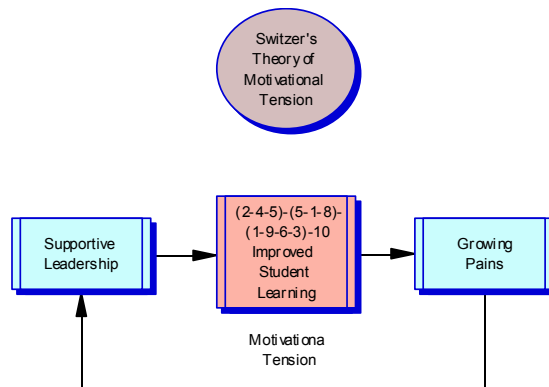 Switzer's
Theory of
Motivational
Tension
Supportive
Leadership
(2-4-5)-(5-1-8)-
(1-9-6-3)-10
Improved
Student
Learning
Growing
Pains
Motivationa
Tension